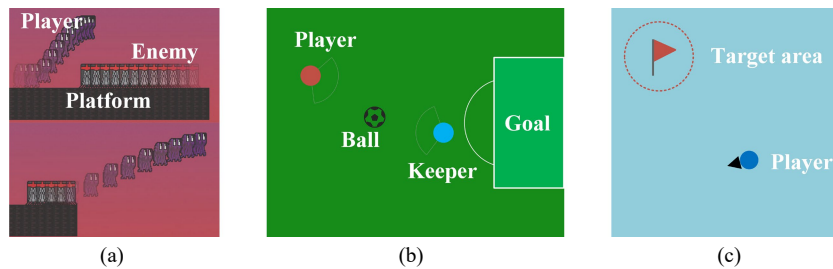 Player
Enemy
Platform
Player
Ball
Keeper
Goal
Target area
Player
(a)
(b)
(c)